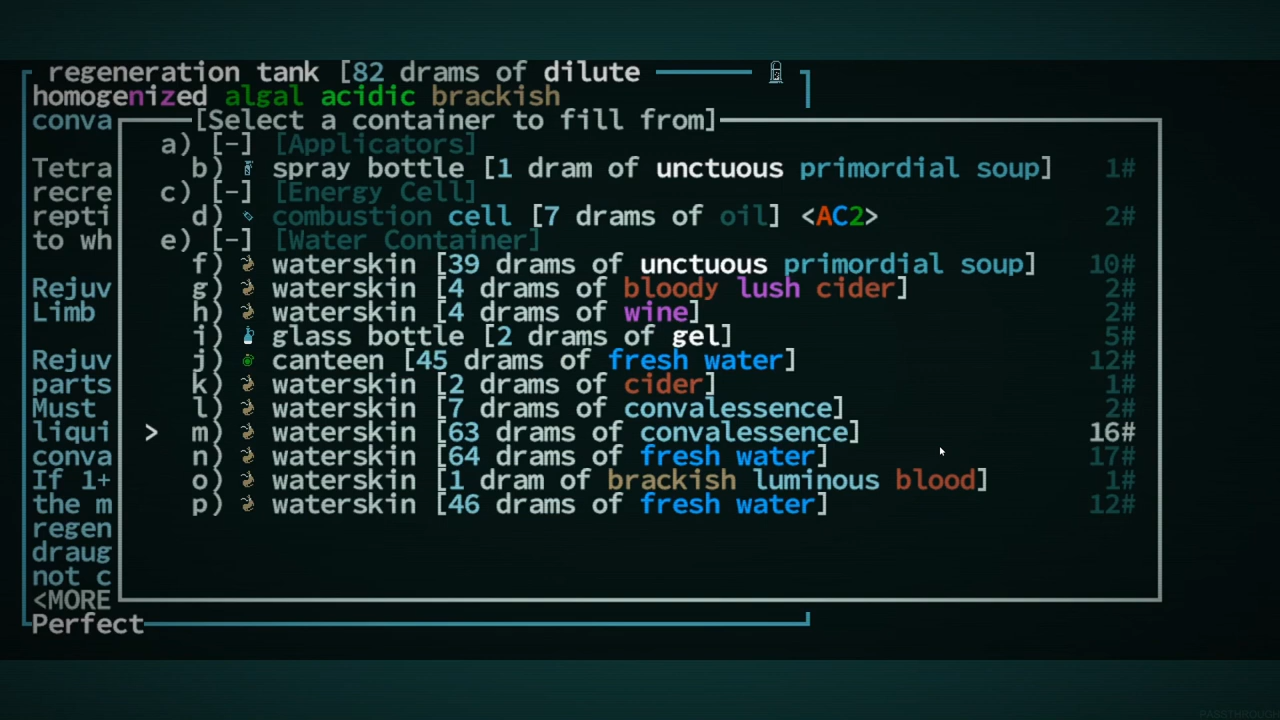 regeneration tank [82 drams of dilute
homogenized algal acidic brackish
conva
[Select a container to fill from]
a) [-] [Applicators]
Tetra
b) spray bottle [1 dram of unctuous primordial soup] 1#
recre
c) [-] [Energy Cell]
repti
d) combustion cell [7 drams of oil] <AC2> 2#
to wh
e) [-] [Water Container]
f) waterskin [39 drams of unctuous primordial soup] 10#
Rejuv
g) waterskin [4 drams of bloody lush cider] 2#
Limb
h) waterskin [4 drams of wine] 2#
i) glass bottle [2 drams of gel] 5#
Rejuv
j) canteen [45 drams of fresh water] 12#
parts
k) waterskin [2 drams of cider] 1#
Must
l) waterskin [7 drams of convalessence] 2#
liqui
> m) waterskin [63 drams of convalessence] 16#
conva
n) waterskin [64 drams of fresh water] 17#
If 1+
o) waterskin [1 dram of brackish luminous blood] 1#
the m
p) waterskin [46 drams of fresh water] 12#
regen
draug
not c
<MORE
Perfect